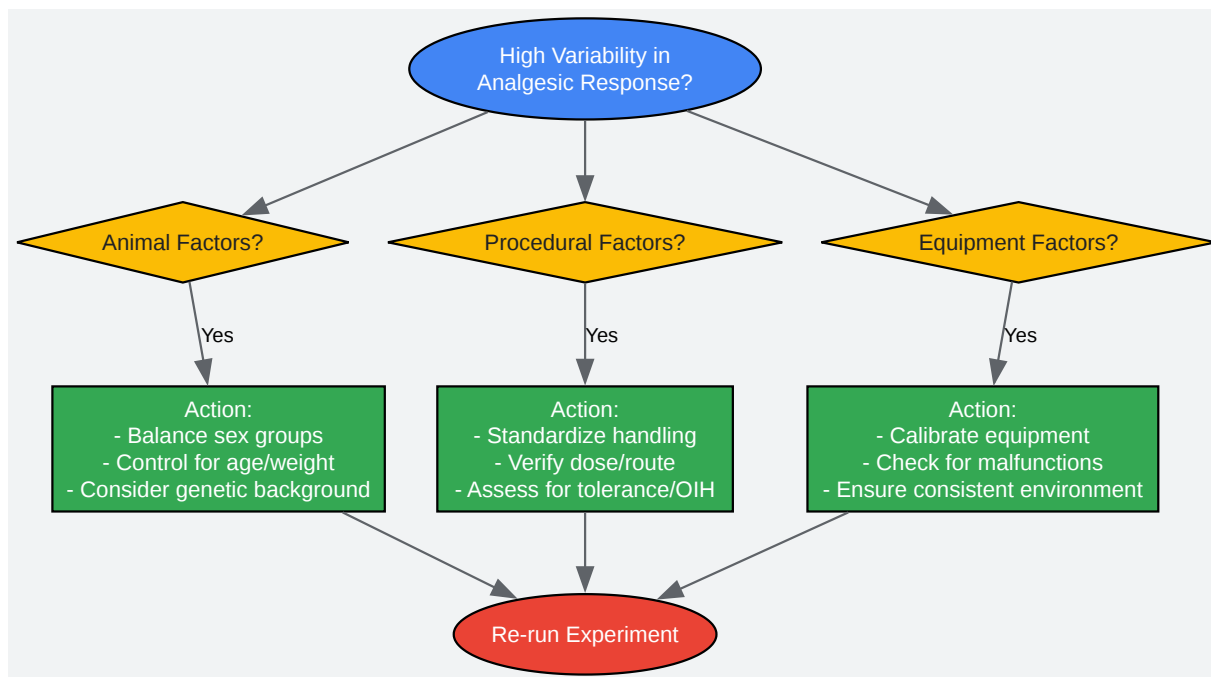 High Variability in
Analgesic Response?
Animal Factors?
Procedural Factors?
Equipment Factors?
Yes
Yes
Yes
Action:
- Balance sex groups
- Control for age/weight
- Consider genetic background
Action:
- Standardize handling
- Verify dose/route
- Assess for tolerance/OIH
Action:
- Calibrate equipment
- Check for malfunctions
- Ensure consistent environment
Re-run Experiment